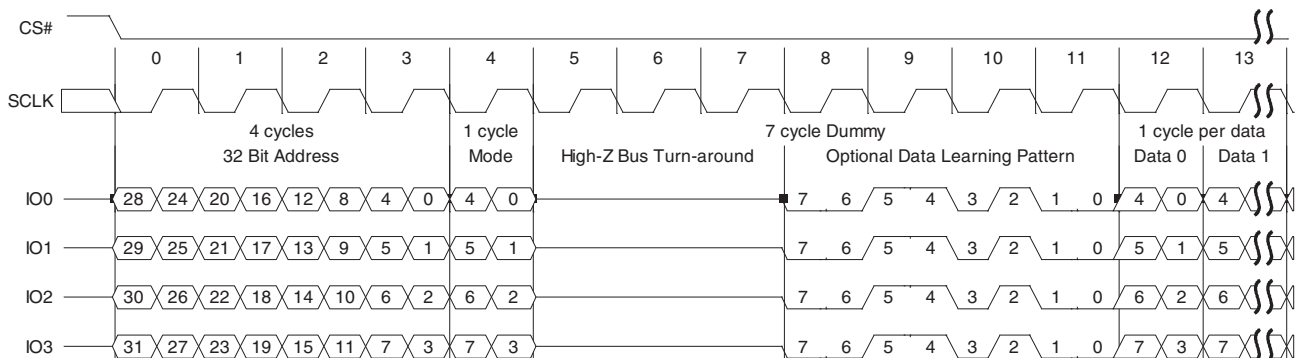 CS#
0 1 2 3 4 5 6 7 8 9 10 11 12 13
SCLK
4 cycles 1 cycle 7 cycle Dummy 1 cycle per data
32 Bit Address Mode High-Z Bus Turn-around Optional Data Learning Pattern Data 0 Data 1
IO0 28 24 20 16 12 8 4 0 4 0 7 6 5 4 3 2 1 0 4 0 4
IO1 29 25 21 17 13 9 5 1 5 1 7 6 5 4 3 2 1 0 5 1 5
IO2 30 26 22 18 14 10 6 2 6 2 7 6 5 4 3 2 1 0 6 2 6
IO3 31 27 23 19 15 11 7 3 7 3 7 6 5 4 3 2 1 0 7 3 7